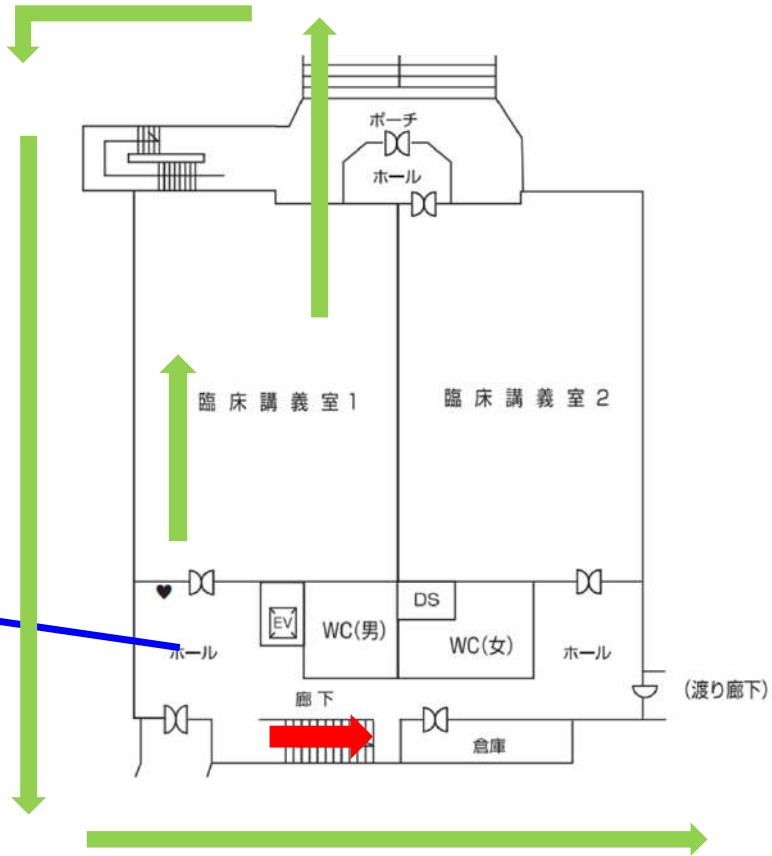 ポーチ
ホール
臨床講義室1
臨床講義室2
EV
WC(男)
DS
WC(女)
ホール
ホール
(渡り廊下)
廊下
倉庫